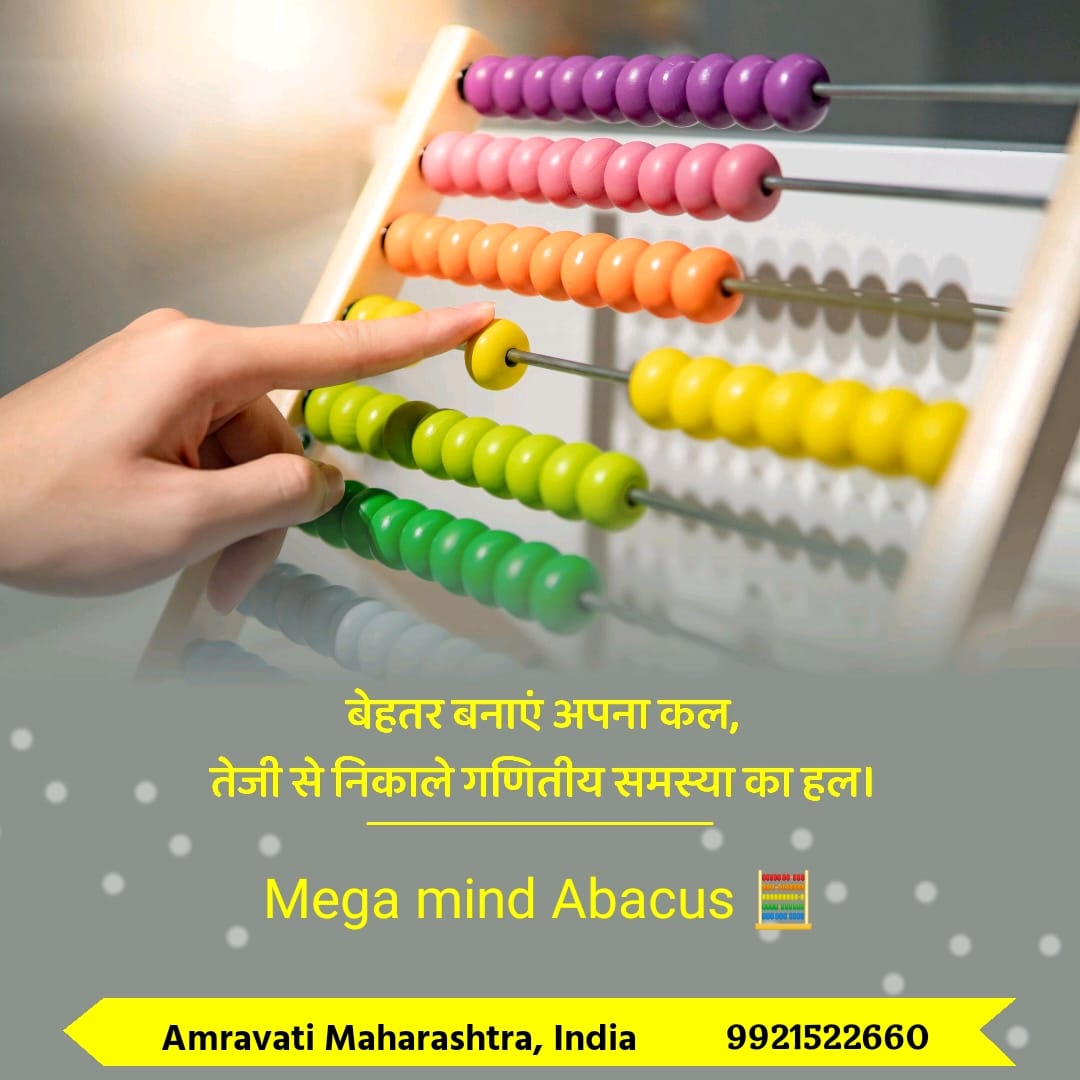 बेहतर बनाएं अपना कल,
तेजी से निकाले गणितीय समस्या का हल।
Mega mind Abacus 🧮
Amravati Maharashtra, India 9921522660